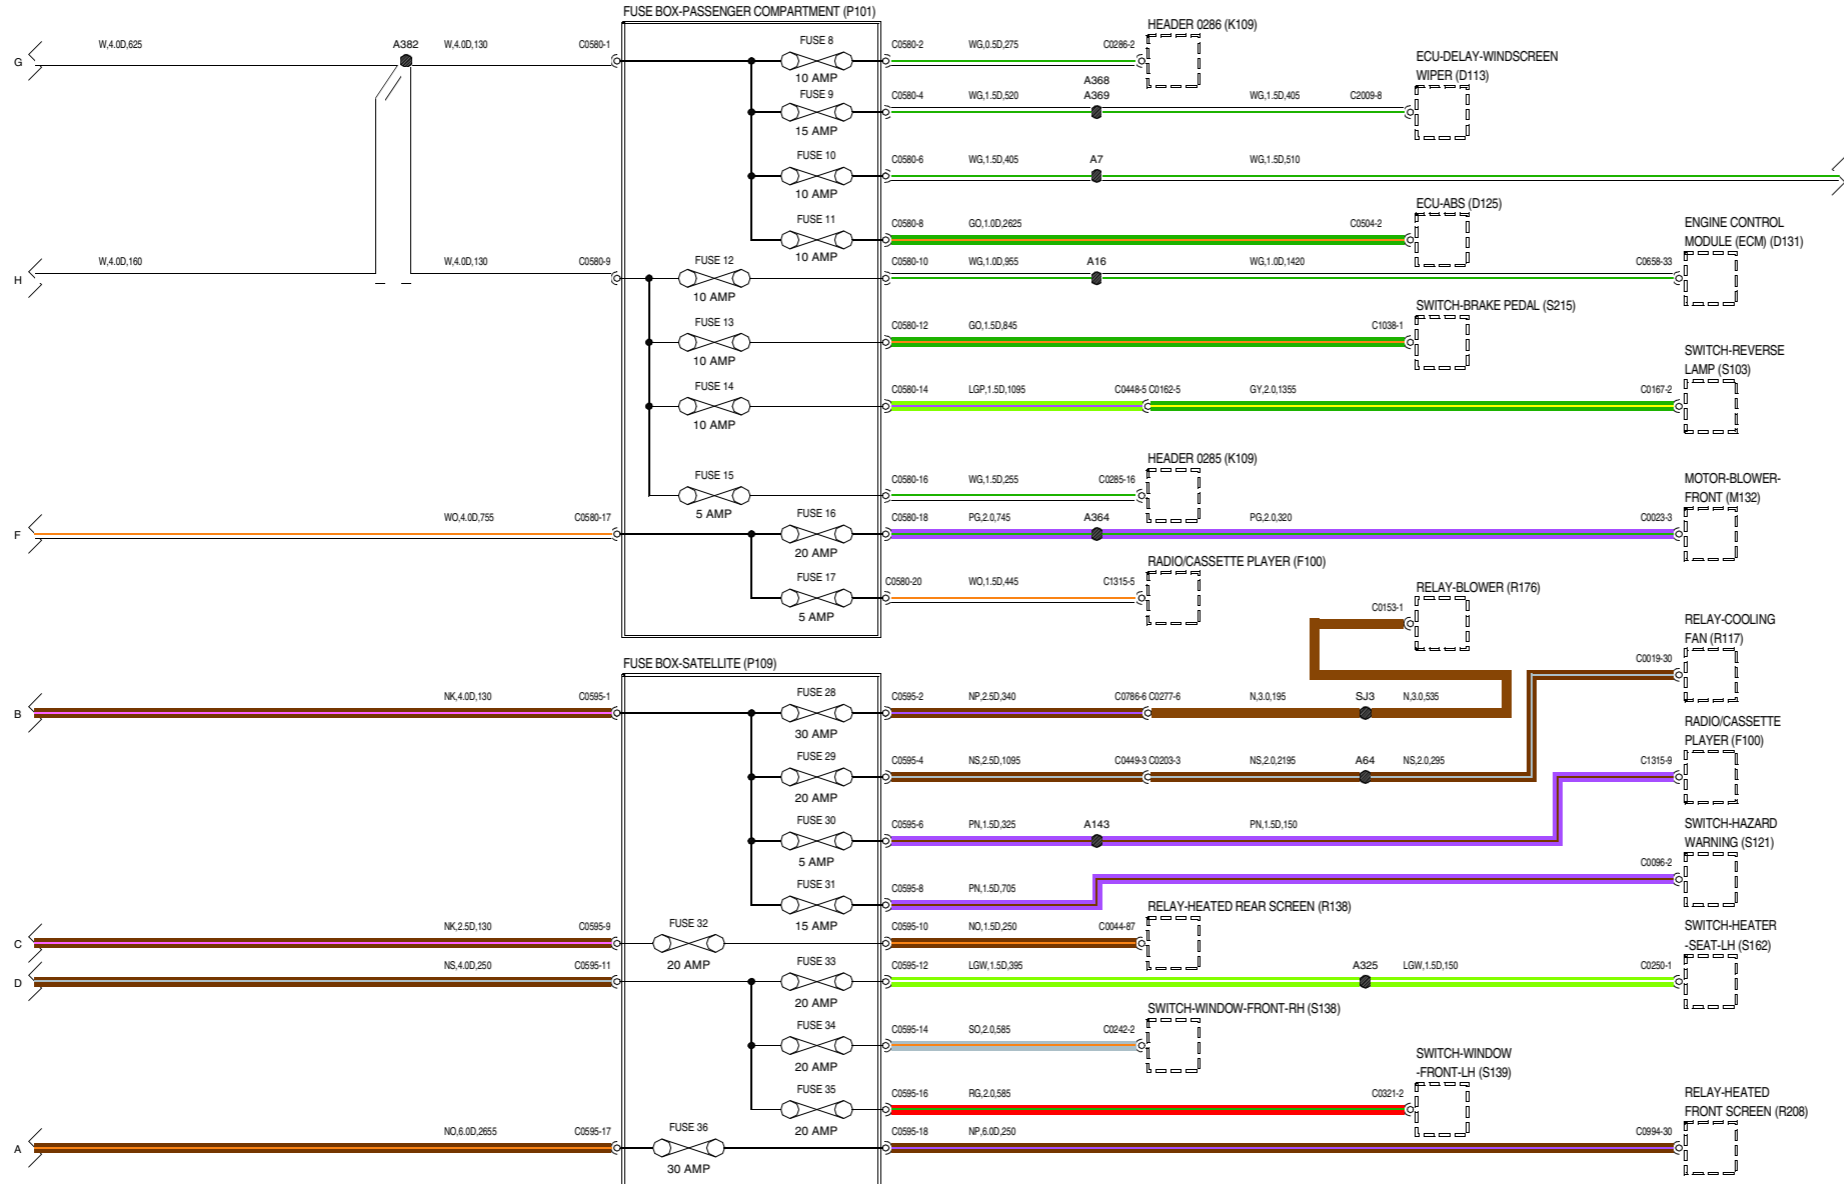 FUSE BOX-PASSENGER COMPARTMENT (P101)
G W,4.0D,625 A382 W,4.0D,130 C0580-1 FUSE 8 10 AMP C0580-2 WG,0.5D,275 C0286-2 HEADER 0286 (K109)
FUSE 9 15 AMP C0580-4 WG,1.5D,520 A368 A369 WG,1.5D,405 C2009-8 ECU-DELAY-WINDSCREEN
WIPER (D113)
FUSE 10 10 AMP C0580-6 WG,1.5D,405 A7 WG,1.5D,510
FUSE 11 10 AMP C0580-8 GO,1.0D,2625 C0504-2 ECU-ABS (D125)
H W,4.0D,160 W,4.0D,130 C0580-9 FUSE 12 10 AMP C0580-10 WG,1.0D,955 A16 WG,1.0D,1420 C0658-33 ENGINE CONTROL
MODULE (ECM) (D131)
FUSE 13 10 AMP C0580-12 GO,1.5D,845 C1038-1 SWITCH-BRAKE PEDAL (S215)
FUSE 14 10 AMP C0580-14 LGP,1.5D,1095 C0448-5 C0162-5 GY,2.0,1355 C0167-2 SWITCH-REVERSE
LAMP (S103)
FUSE 15 5 AMP C0580-16 WG,1.5D,255 C0285-16 HEADER 0285 (K109)
F WO,4.0D,755 C0580-17 FUSE 16 20 AMP C0580-18 PG,2.0,745 A364 PG,2.0,320 C0023-3 MOTOR-BLOWER-
FRONT (M132)
FUSE 17 5 AMP C0580-20 WO,1.5D,445 C1315-5 RADIO/CASSETTE PLAYER (F100)
FUSE BOX-SATELLITE (P109)
B NK,4.0D,130 C0595-1 FUSE 28 30 AMP C0595-2 NP,2.5D,340 C0786-6 C0277-6 N,3.0,195 SJ3 N,3.0,535 C0153-1 RELAY-BLOWER (R176)
FUSE 29 20 AMP C0595-4 NS,2.5D,1095 C0449-3 C0203-3 NS,2.0,2195 A64 NS,2.0,295 C0019-30 RELAY-COOLING
FAN (R117)
FUSE 30 5 AMP C0595-6 PN,1.5D,325 A143 PN,1.5D,150 C1315-9 RADIO/CASSETTE
PLAYER (F100)
FUSE 31 15 AMP C0595-8 PN,1.5D,705 C0096-2 SWITCH-HAZARD
WARNING (S121)
C NK,2.5D,130 C0595-9 FUSE 32 20 AMP C0595-10 NO,1.5D,250 C0044-87 RELAY-HEATED REAR SCREEN (R138)
D NS,4.0D,250 C0595-11 FUSE 33 20 AMP C0595-12 LGW,1.5D,395 A325 LGW,1.5D,150 C0250-1 SWITCH-HEATER
-SEAT-LH (S162)
FUSE 34 20 AMP C0595-14 SO,2.0,585 C0242-2 SWITCH-WINDOW-FRONT-RH (S138)
FUSE 35 20 AMP C0595-16 RG,2.0,585 C0321-2 SWITCH-WINDOW
-FRONT-LH (S139)
A NO,6.0D,2655 C0595-17 FUSE 36 30 AMP C0595-18 NP,6.0D,250 C0994-30 RELAY-HEATED
FRONT SCREEN (R208)